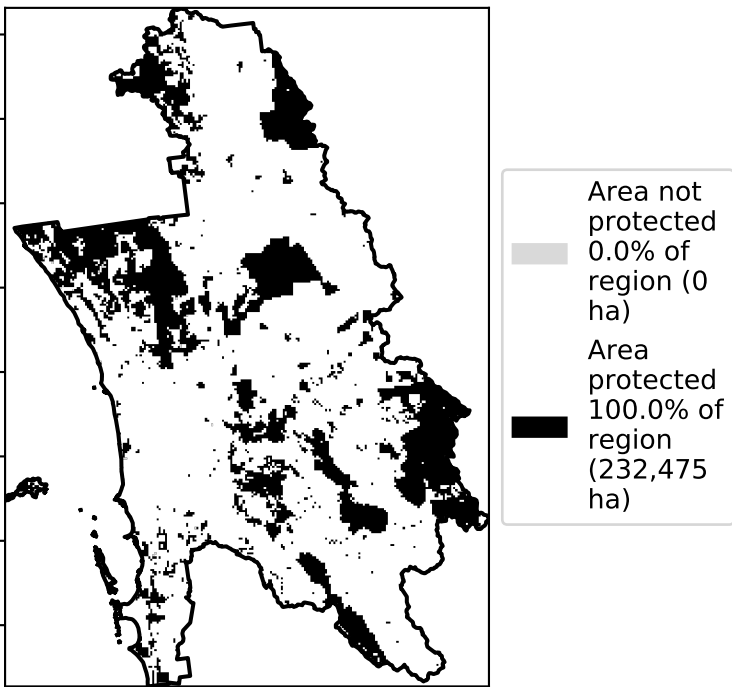 Area not
protected
0.0% of
region (0
ha)
Area
protected
100.0% of
region
(232,475
ha)